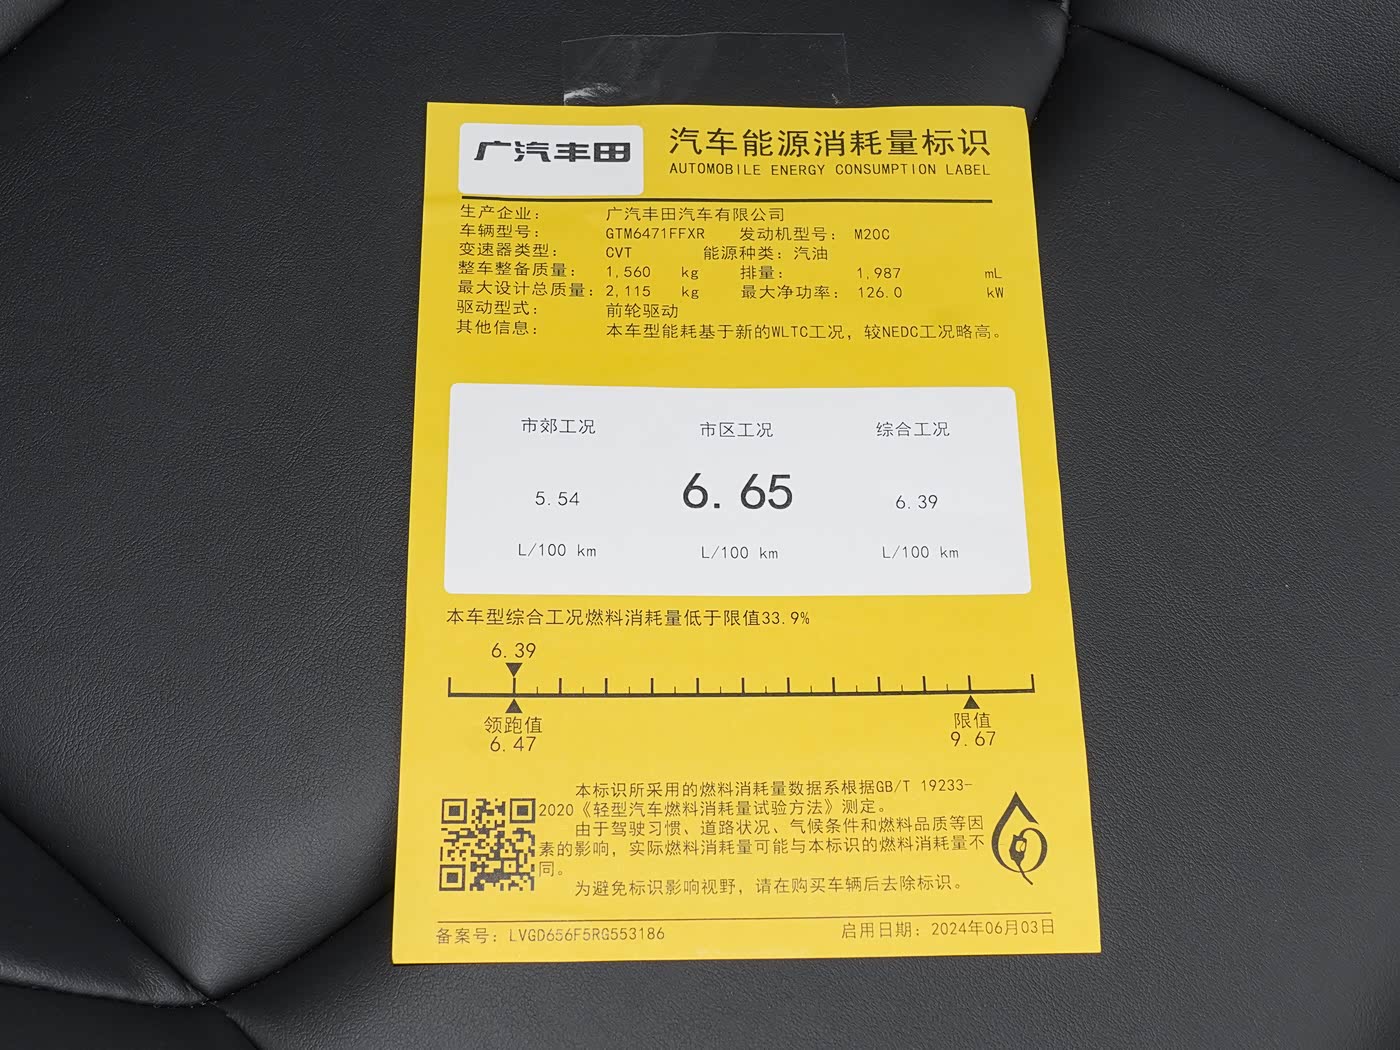 广汽丰田
汽车能源消耗量标识
AUTOMOBILE ENERGY CONSUMPTION LABEL
生产企业： 广汽丰田汽车有限公司
车辆型号： GTM6471FFXR 发动机型号： M20C
变速器类型： CVT 能源种类：汽油
整车整备质量： 1,560 kg 排量： 1,987 mL
最大设计总质量： 2,115 kg 最大净功率： 126.0 kW
驱动型式： 前轮驱动
其他信息： 本车型能耗基于新的WLTC工况，较NEDC工况略高。
市郊工况 市区工况 综合工况
5.54 6.65 6.39
L/100 km L/100 km L/100 km
本车型综合工况燃料消耗量低于限值33.9%
6.39
领跑值 限值
6.47 9.67
本标识所采用的燃料消耗量数据系根据GB/T 19233-
2020《轻型汽车燃料消耗量试验方法》测定。
由于驾驶习惯、道路状况、气候条件和燃料品质等因
素的影响，实际燃料消耗量可能与本标识的燃料消耗量不
同。
为避免标识影响视野，请在购买车辆后去除标识。
备案号：LVGD656F5RG553186 启用日期：2024年06月03日